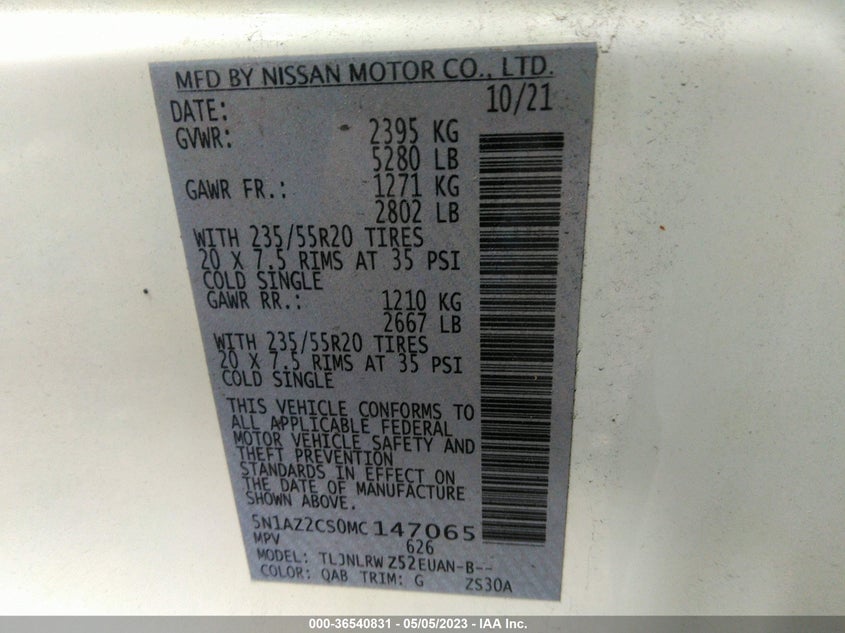 MFD BY NISSAN MOTOR CO., LTD.
DATE: 10/21
GVWR: 2395 KG
5280 LB
GAWR FR.: 1271 KG
2802 LB
WITH 235/55R20 TIRES
20 X 7.5 RIMS AT 35 PSI
COLD SINGLE
GAWR RR.: 1210 KG
2667 LB
WITH 235/55R20 TIRES
20 X 7.5 RIMS AT 35 PSI
COLD SINGLE
THIS VEHICLE CONFORMS TO
ALL APPLICABLE FEDERAL
MOTOR VEHICLE SAFETY AND
THEFT PREVENTION
STANDARDS IN EFFECT ON
THE DATE OF MANUFACTURE
SHOWN ABOVE.
5N1AZ2CS0MC147065
MPV 626
MODEL: TLJNLRWZ52EUAN-B--
COLOR: QAB TRIM: G ZS30A
000-36540831 - 05/05/2023 - IAA Inc.